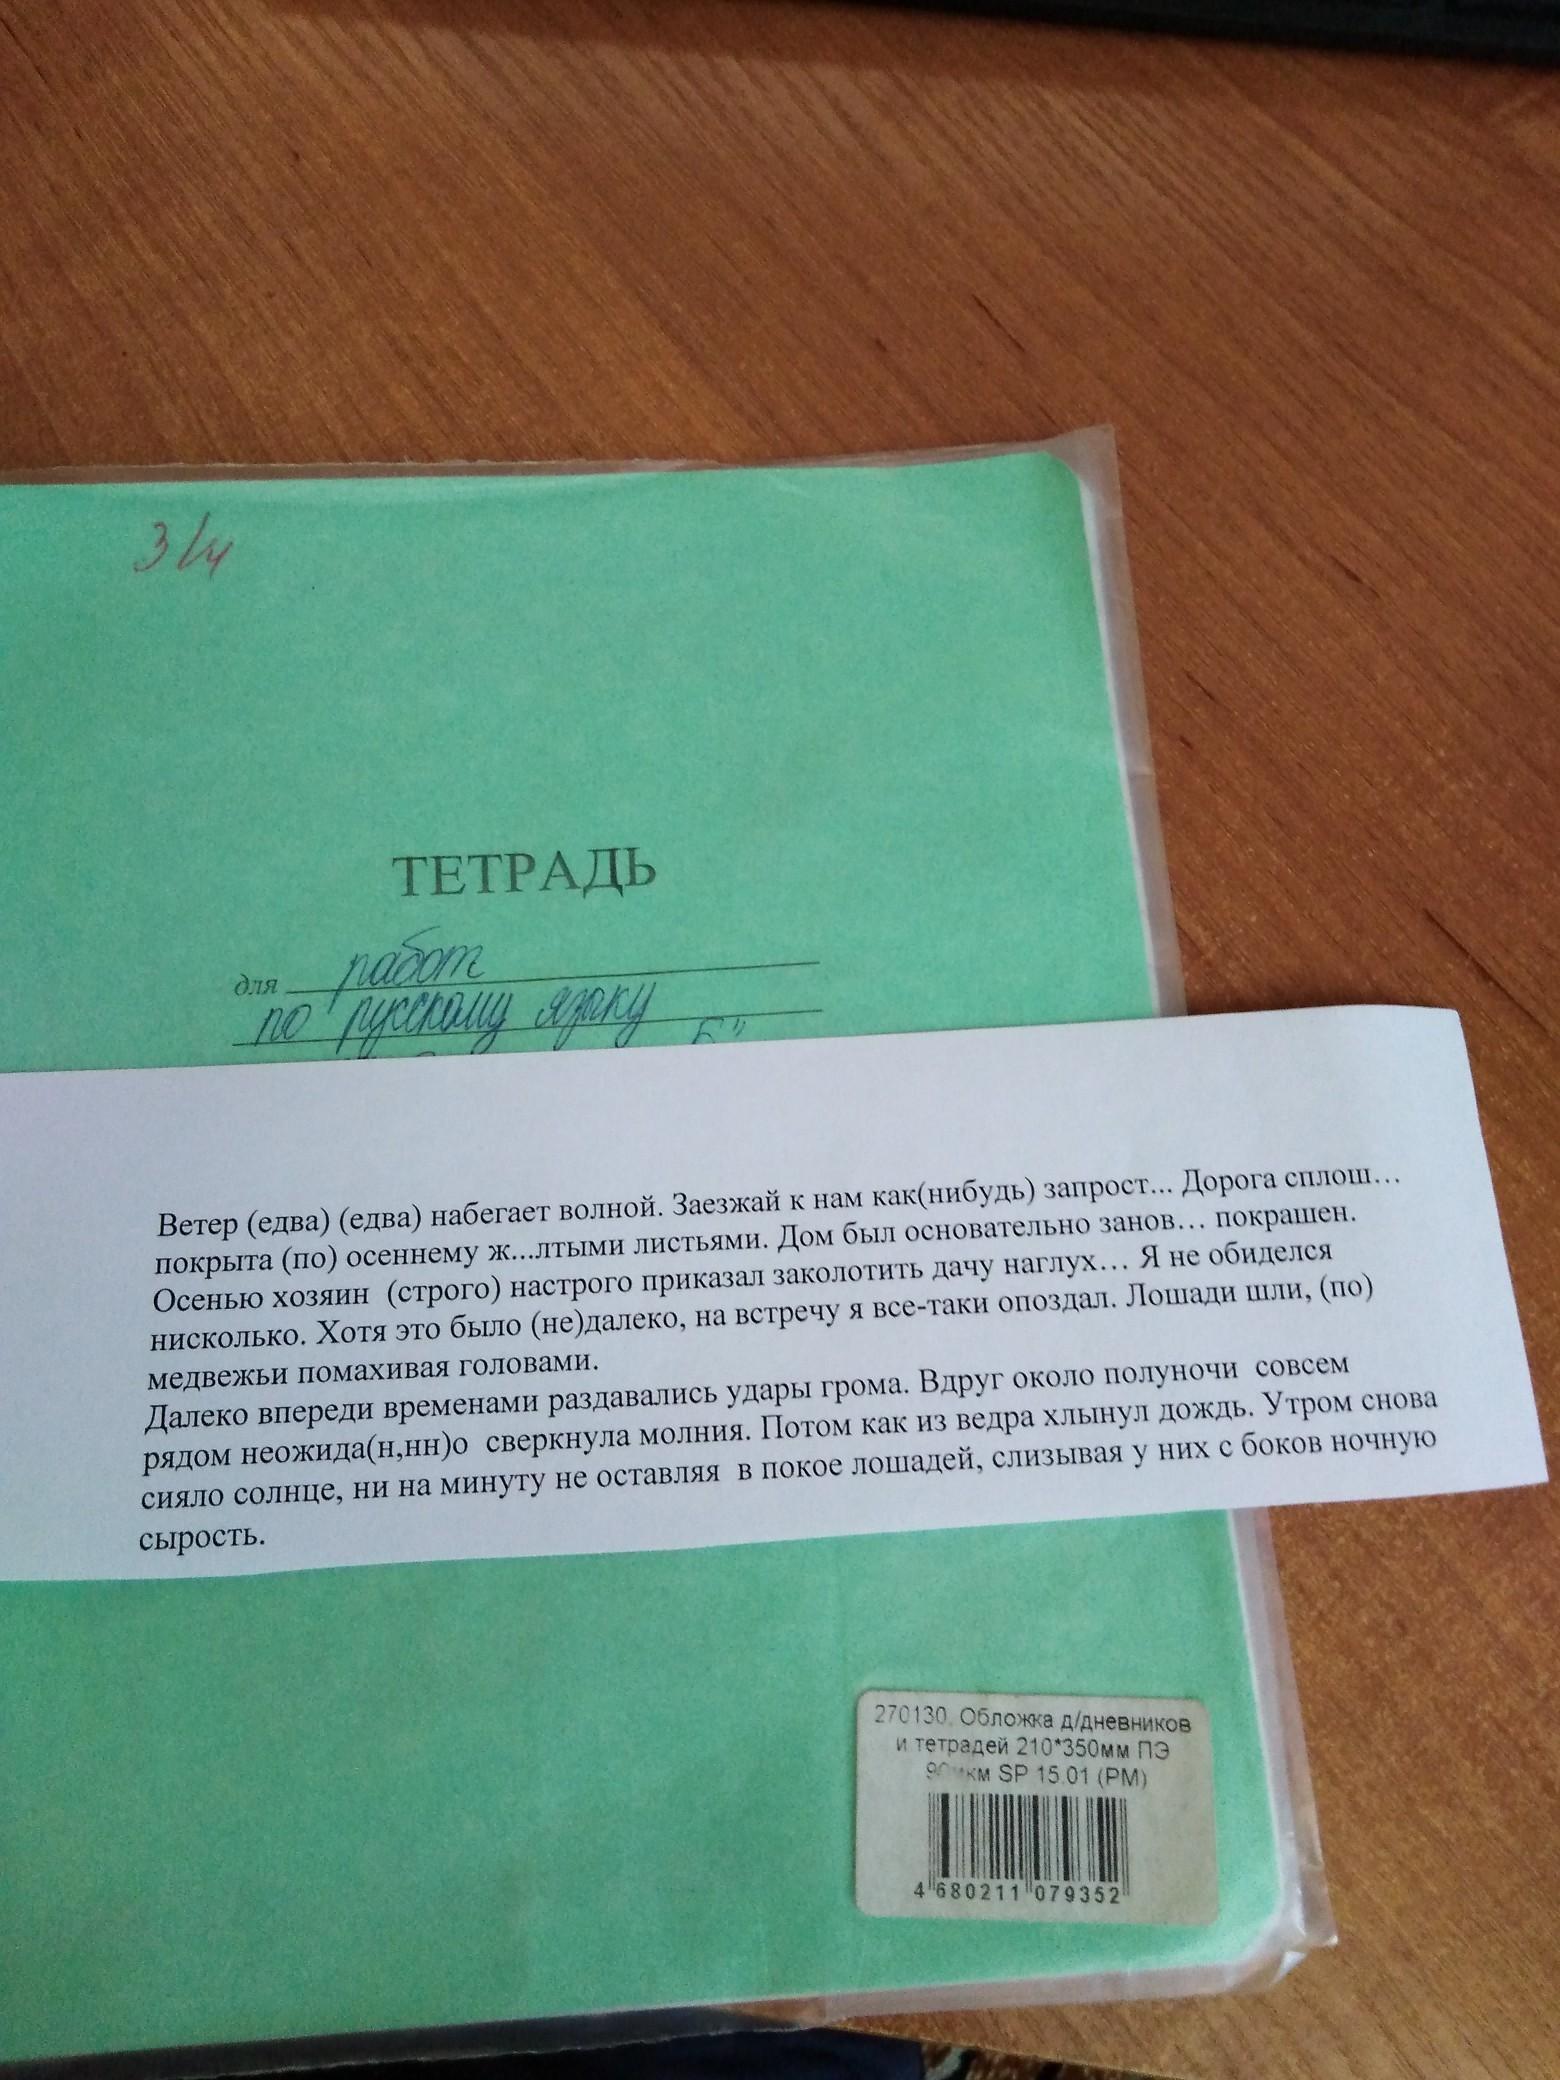 3/4
ТЕТРАДЬ
для работ
по русскому языку
Б"
Ветер (едва) (едва) набегает волной. Заезжай к нам как(нибудь) запрост... Дорога сплош…
покрыта (по) осеннему ж...лтыми листьями. Дом был основательно занов… покрашен.
Осенью хозяин (строго) настрого приказал заколотить дачу наглух… Я не обиделся
нисколько. Хотя это было (не)далеко, на встречу я все-таки опоздал. Лошади шли, (по)
медвежьи помахивая головами.
Далеко впереди временами раздавались удары грома. Вдруг около полуночи совсем
рядом неожида(н,нн)о сверкнула молния. Потом как из ведра хлынул дождь. Утром снова
сияло солнце, ни на минуту не оставляя в покое лошадей, слизывая у них с боков ночную
сырость.
270130. Обложка д/дневников
и тетрадей 210*350мм ПЭ
90мкм SP 15.01 (РМ)
4 680211 079352